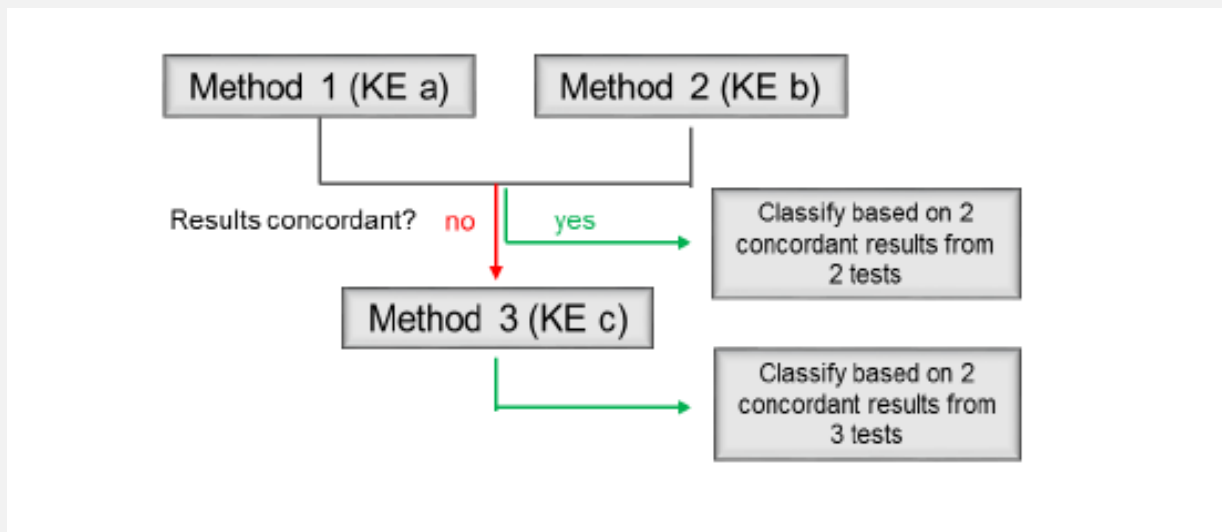 Method 1 (KE a)
Method 2 (KE b)
Results concordant? no yes
Classify based on 2
concordant results from
2 tests
Method 3 (KE c)
Classify based on 2
concordant results from
3 tests